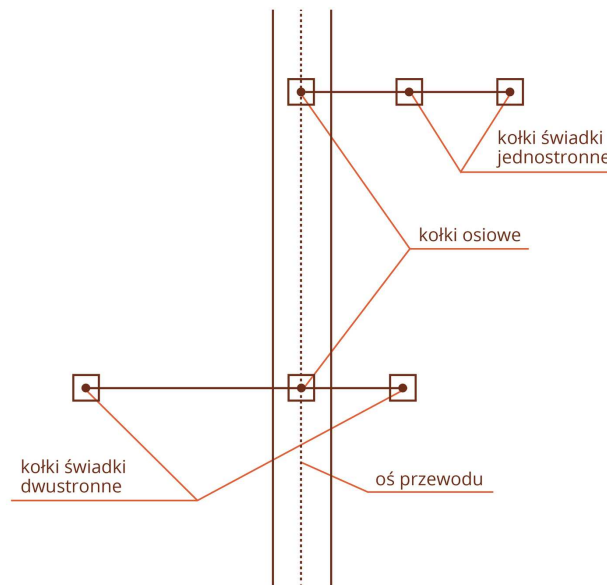 kołki świadki
jednostronne
kołki osiowe
kołki świadki
dwustronne
oś przewodu